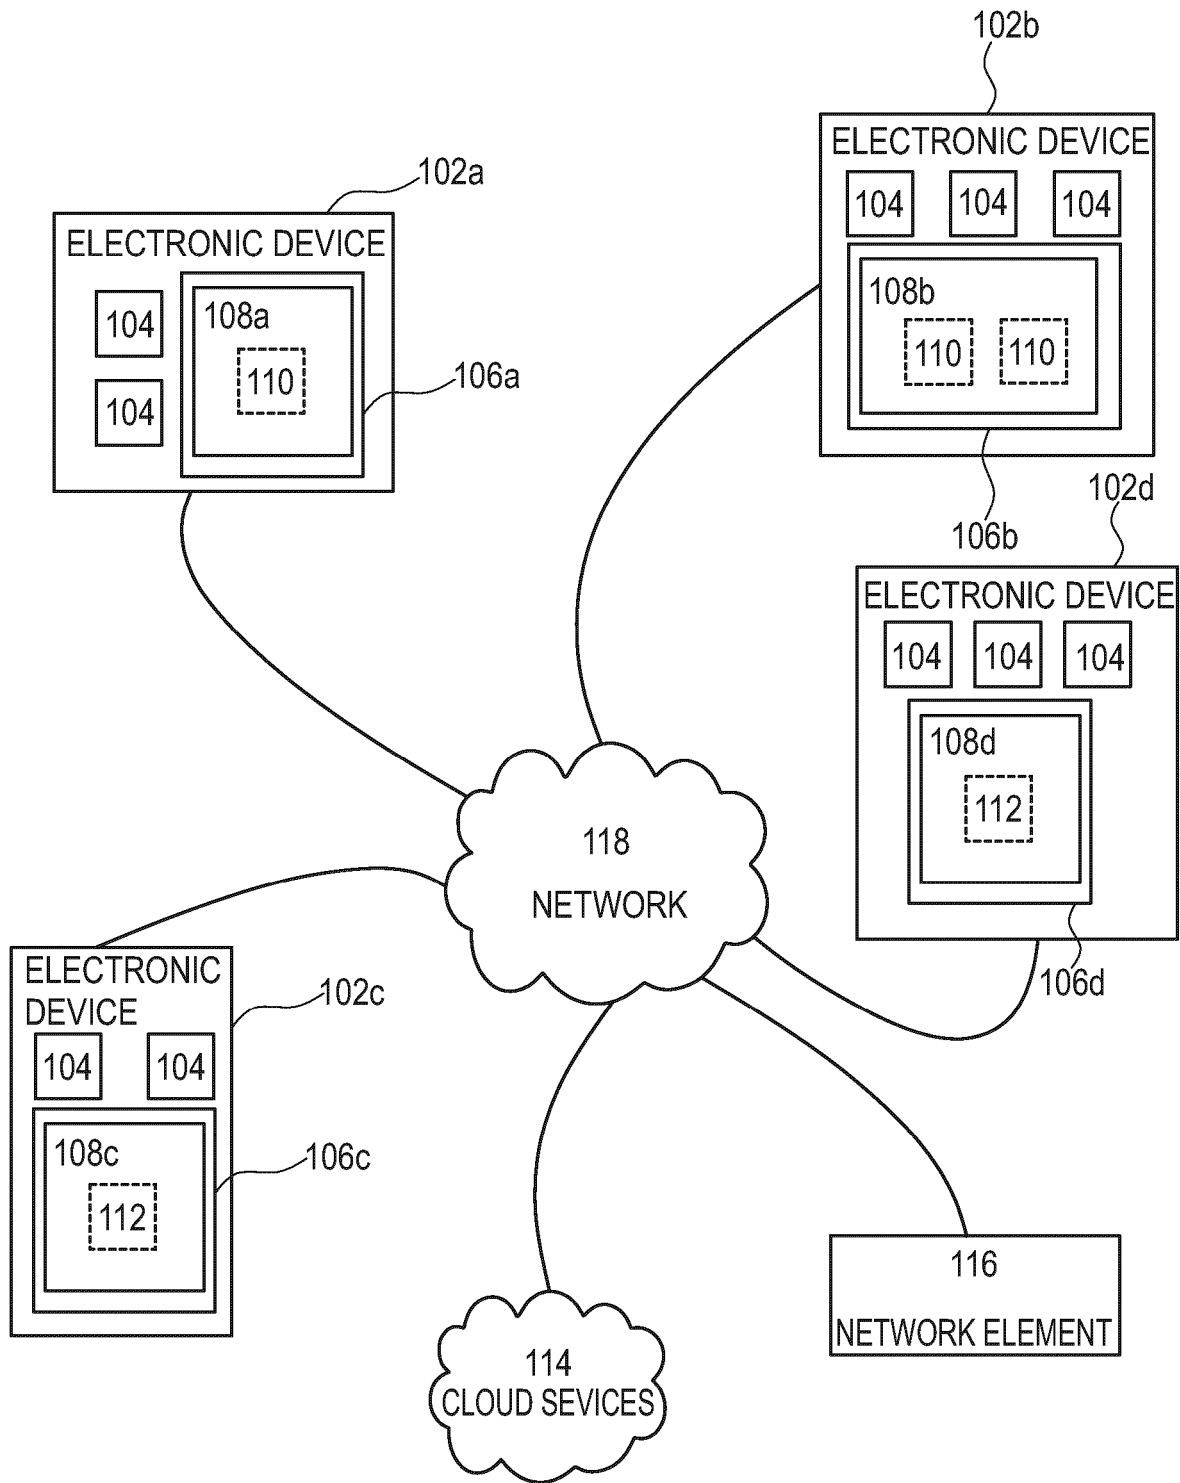 102b
ELECTRONIC DEVICE
104 104 104
108b
110 110
106b
102a
ELECTRONIC DEVICE
104
108a
110
106a
104
102d
ELECTRONIC DEVICE
104 104 104
108d
112
106d
118
NETWORK
ELECTRONIC
DEVICE
102c
104 104
108c
112
106c
114
CLOUD SEVICES
116
NETWORK ELEMENT